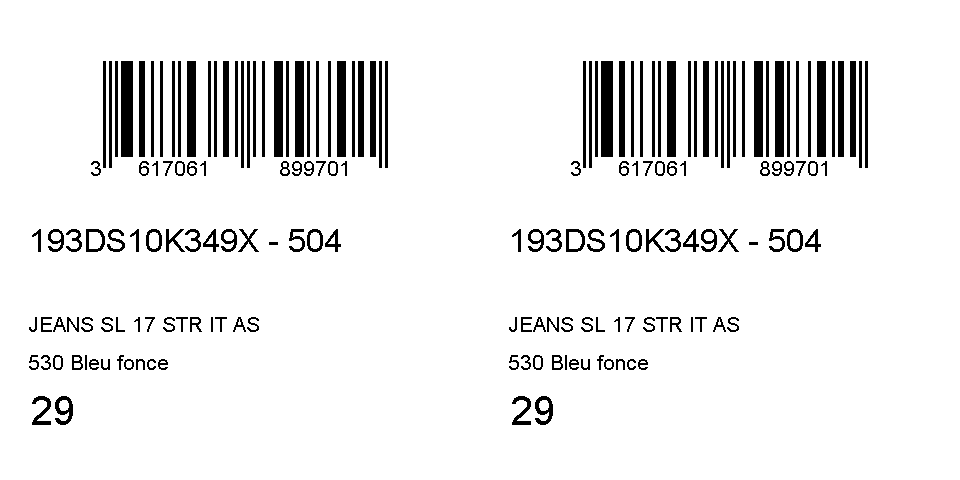 3 617061 899701
193DS10K349X - 504
JEANS SL 17 STR IT AS
530 Bleu fonce
29
3 617061 899701
193DS10K349X - 504
JEANS SL 17 STR IT AS
530 Bleu fonce
29